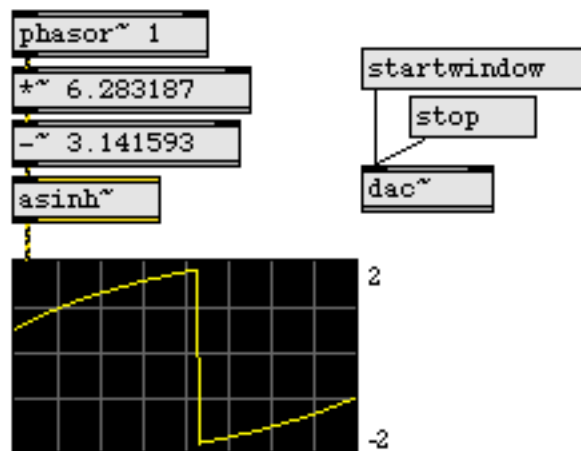 phasor~ 1
*~ 6.283187
-~ 3.141593
asinh~
startwindow
stop
dac~
2
-2